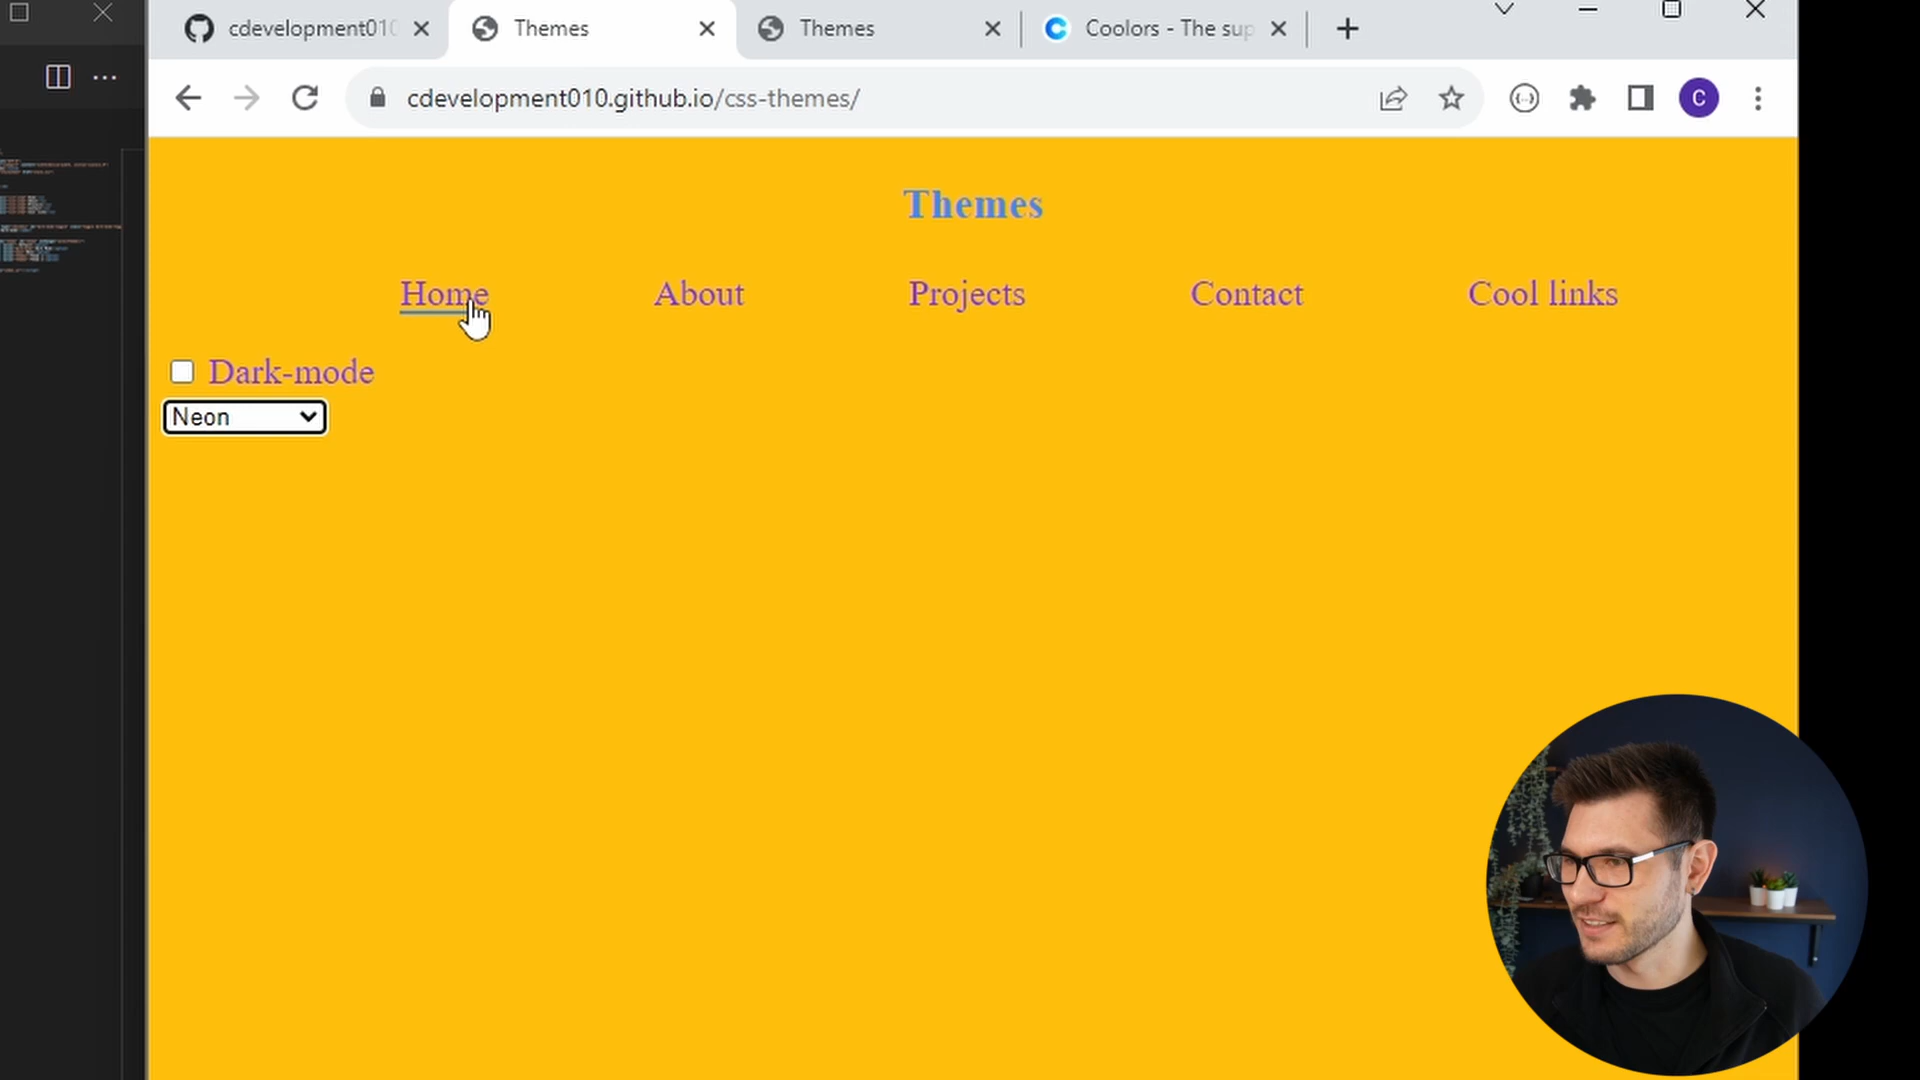 cdevelopment010
Themes
Themes
Coolors - The sup
cdevelopment010.github.io/css-themes/
C
Themes
Home About Projects Contact Cool links
Dark-mode
Neon